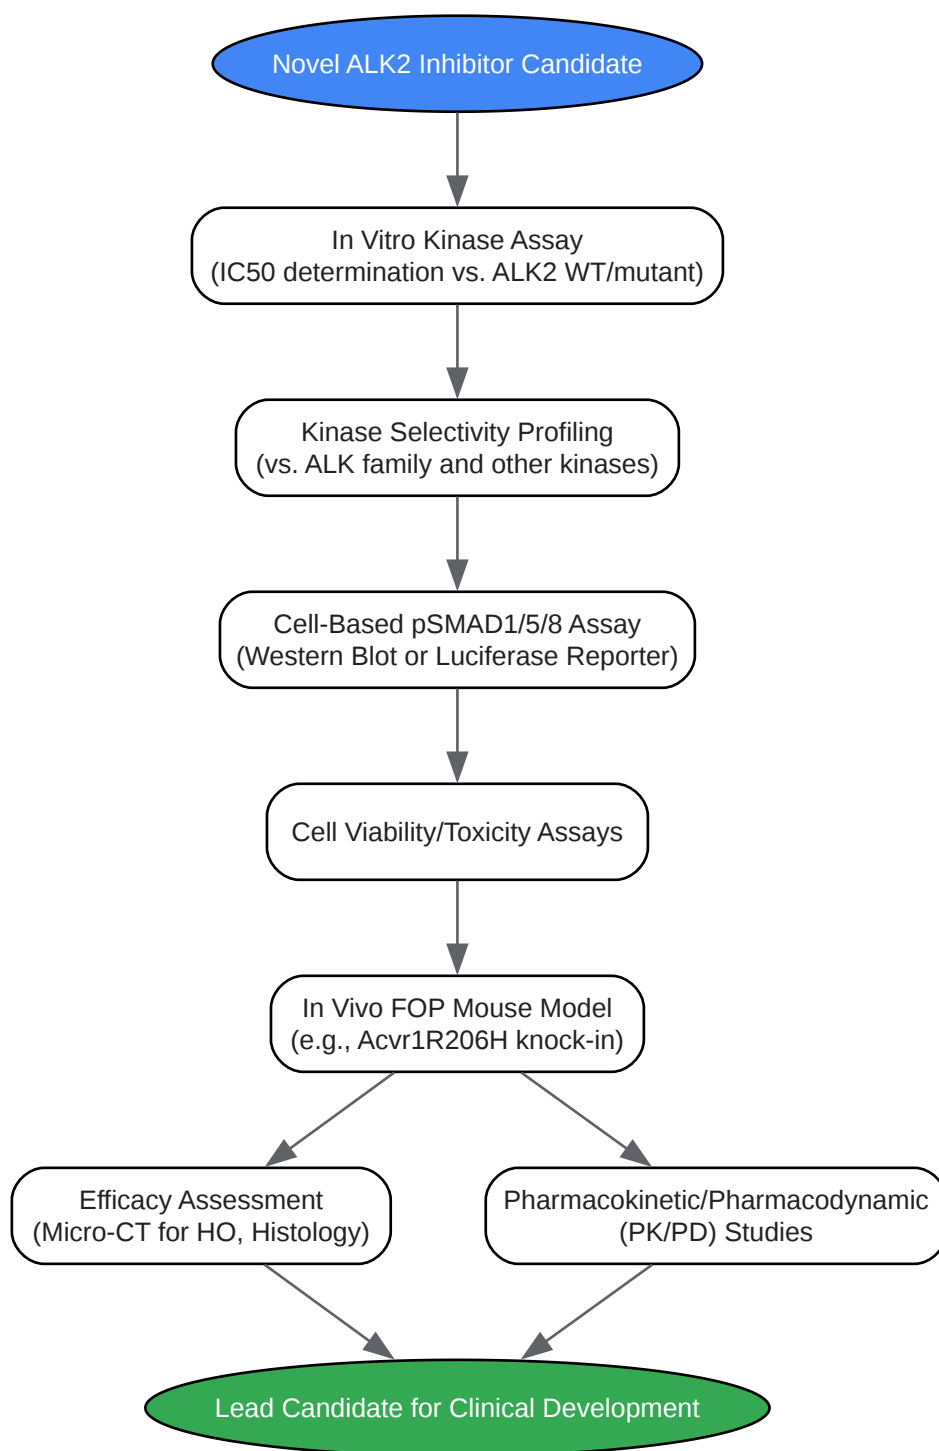 Novel ALK2 Inhibitor Candidate
In Vitro Kinase Assay
(IC50 determination vs. ALK2 WT/mutant)
Kinase Selectivity Profiling
(vs. ALK family and other kinases)
Cell-Based pSMAD1/5/8 Assay
(Western Blot or Luciferase Reporter)
Cell Viability/Toxicity Assays
In Vivo FOP Mouse Model
(e.g., Acvr1R206H knock-in)
Efficacy Assessment
(Micro-CT for HO, Histology)
Pharmacokinetic/Pharmacodynamic
(PK/PD) Studies
Lead Candidate for Clinical Development